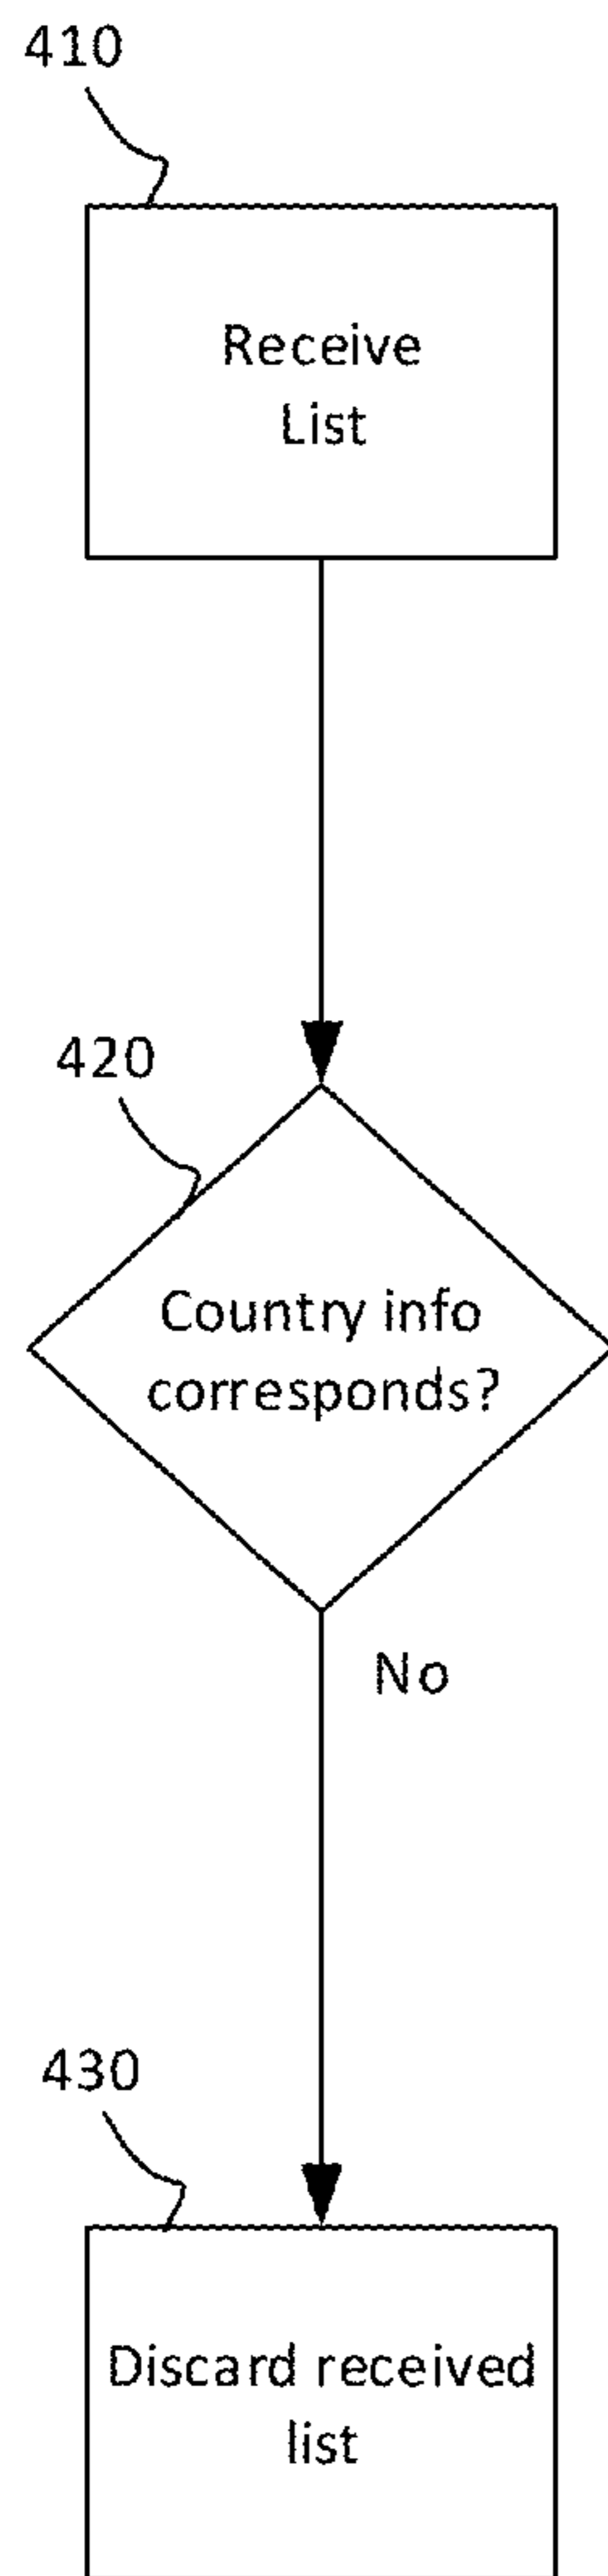 410
Receive
List
420
Country info
corresponds?
No
430
Discard received
list